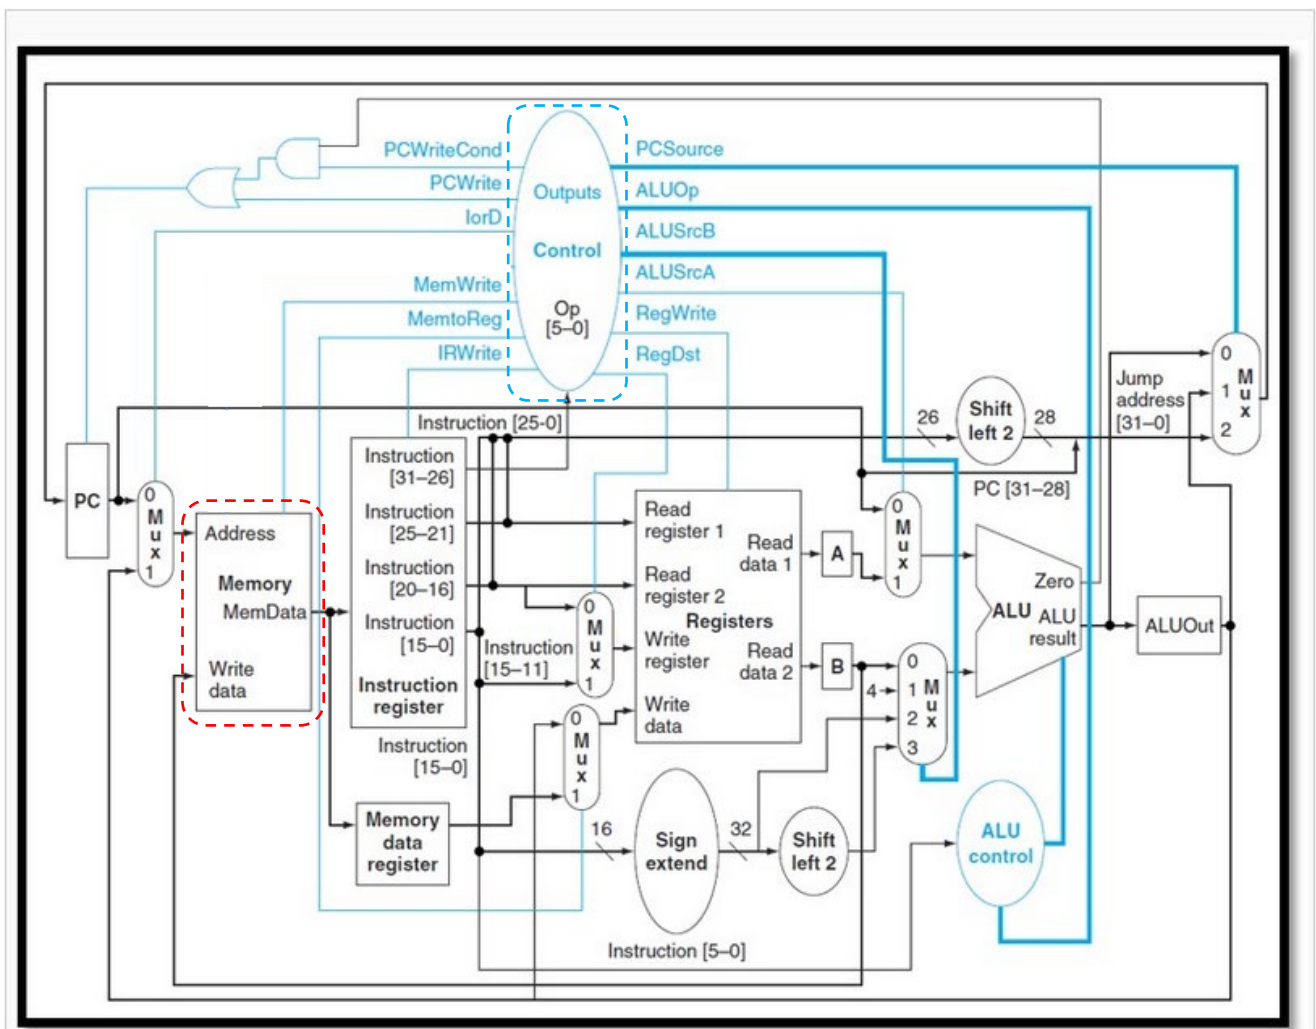 PCWriteCond
PCWrite
IorD
MemWrite
MemtoReg
IRWrite
Outputs
Control
Op
[5–0]
PCSource
ALUOp
ALUSrcB
ALUSrcA
RegWrite
RegDst
PC
0
M
u
x
1
Address
Memory
MemData
Write
data
Instruction [25-0]
Instruction
[31–26]
Instruction
[25–21]
Instruction
[20–16]
Instruction
[15–0]
Instruction
register
Instruction
[15–0]
Memory
data
register
Instruction
[15–11]
0
M
u
x
1
0
M
u
x
1
Read
register 1
Read
register 2
Write
register
Write
data
Registers
Read
data 1
Read
data 2
16
Sign
extend
32
Shift
left 2
Instruction [5–0]
A
B
4
0
M
u
x
1
0
1
2
3
M
u
x
26
Shift
left 2
28
Jump
address
[31–0]
PC [31–28]
Zero
ALU
ALU
result
ALUOut
ALU
control
0
1
2
M
u
x